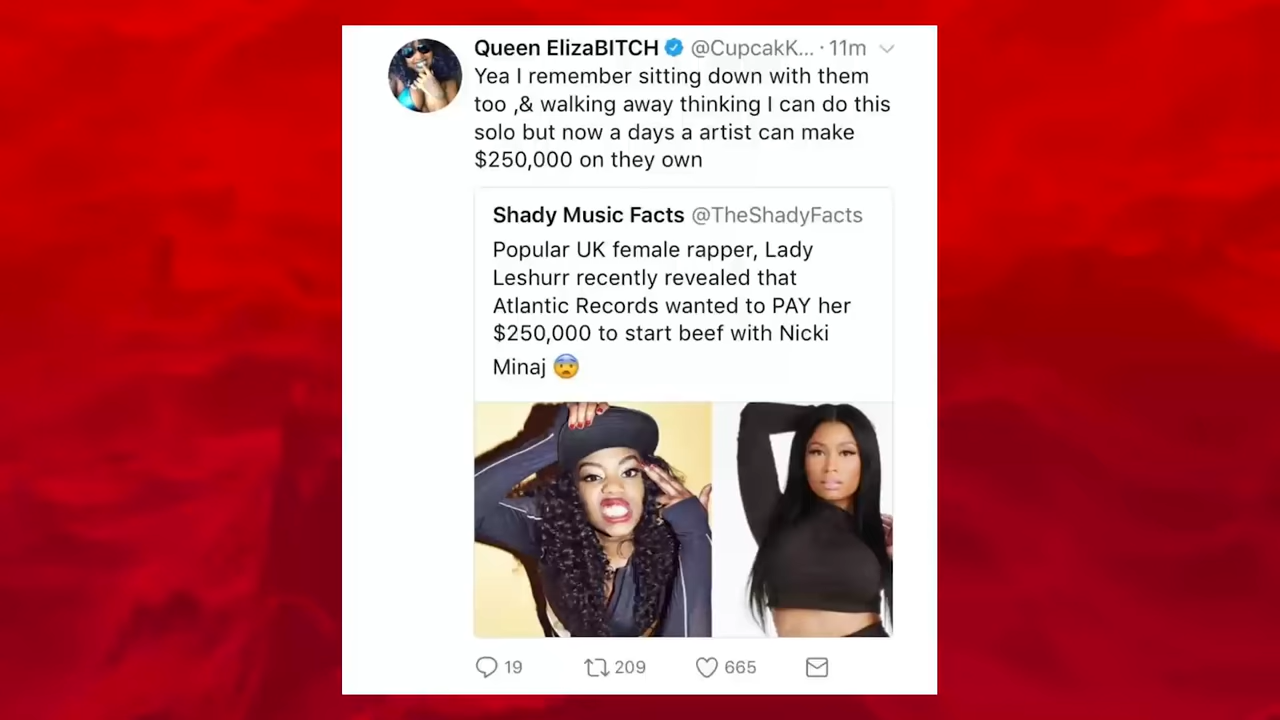 Queen ElizaBITCH @CupcakK... · 11m
Yea I remember sitting down with them
too ,& walking away thinking I can do this
solo but now a days a artist can make
$250,000 on they own
Shady Music Facts @TheShadyFacts
Popular UK female rapper, Lady
Leshurr recently revealed that
Atlantic Records wanted to PAY her
$250,000 to start beef with Nicki
Minaj 😨
19 209 665